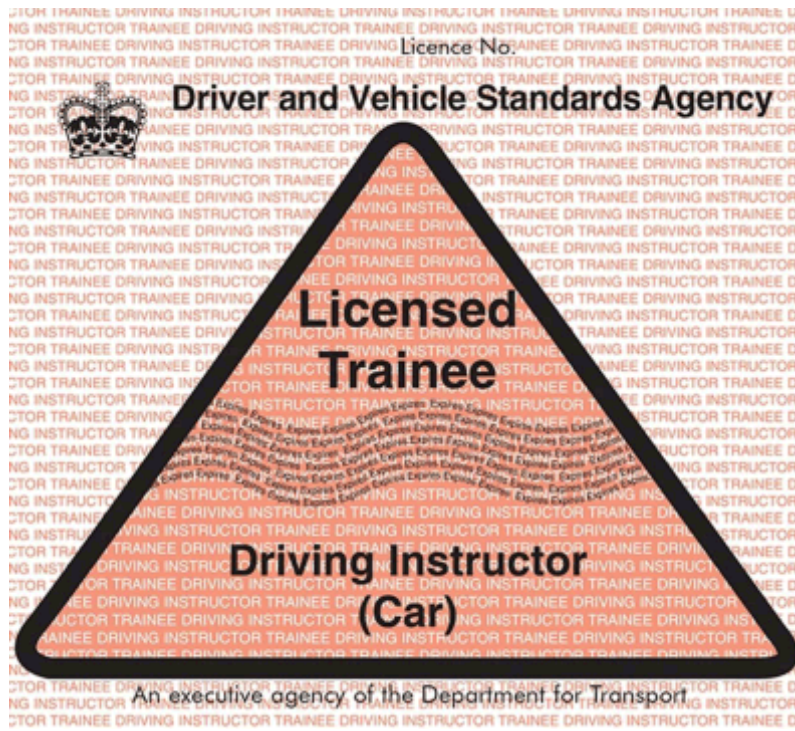 Licence No.
Driver and Vehicle Standards Agency
Licensed
Trainee
Driving Instructor
(Car)
An executive agency of the Department for Transport